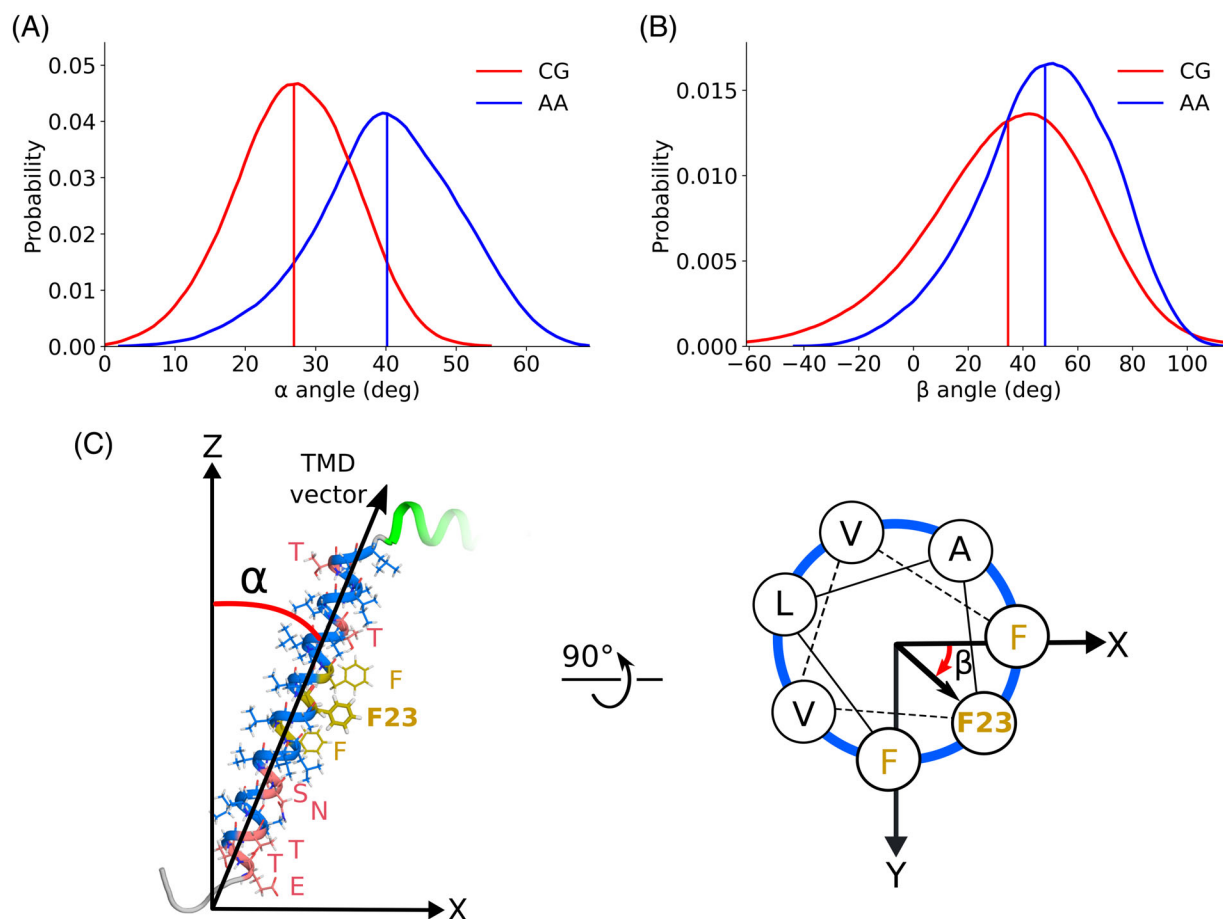 (A)
Probability
0.05
0.04
0.03
0.02
0.01
0.00
0 10 20 30 40 50 60
α angle (deg)
CG
AA
(B)
Probability
0.015
0.010
0.005
0.000
−60 −40 −20 0 20 40 60 80 100
β angle (deg)
CG
AA
(C)
Z
TMD
vector
α
T
T
F
F23
F
S
N
T
T
E
X
90°
V
A
L
F
X
β
V
F23
F
Y